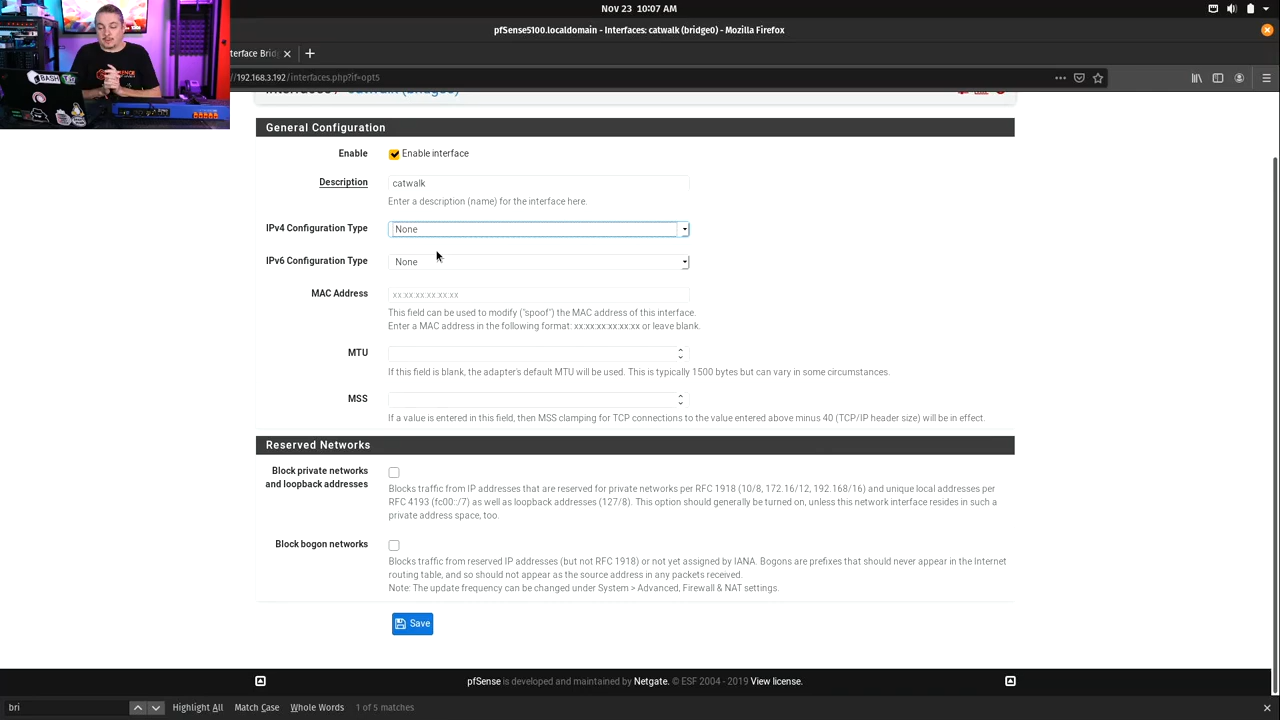 Nov 23 10:07 AM
pfSense5100.localdomain - Interfaces: catwalk (bridge0) - Mozilla Firefox
terface Brid
//192.168.3.192/interfaces.php?if=opt5
Interfaces / catwalk (bridge0)
General Configuration
Enable
Enable interface
Description
catwalk
Enter a description (name) for the interface here.
IPv4 Configuration Type
None
IPv6 Configuration Type
None
MAC Address
xx:xx:xx:xx:xx:xx
This field can be used to modify ("spoof") the MAC address of this interface.
Enter a MAC address in the following format: xx:xx:xx:xx:xx:xx or leave blank.
MTU
If this field is blank, the adapter's default MTU will be used. This is typically 1500 bytes but can vary in some circumstances.
MSS
If a value is entered in this field, then MSS clamping for TCP connections to the value entered above minus 40 (TCP/IP header size) will be in effect.
Reserved Networks
Block private networks
and loopback addresses
Blocks traffic from IP addresses that are reserved for private networks per RFC 1918 (10/8, 172.16/12, 192.168/16) and unique local addresses per
RFC 4193 (fc00::/7) as well as loopback addresses (127/8). This option should generally be turned on, unless this network interface resides in such a
private address space, too.
Block bogon networks
Blocks traffic from reserved IP addresses (but not RFC 1918) or not yet assigned by IANA. Bogons are prefixes that should never appear in the Internet
routing table, and so should not appear as the source address in any packets received.
Note: The update frequency can be changed under System > Advanced, Firewall & NAT settings.
Save
pfSense is developed and maintained by Netgate. © ESF 2004 - 2019 View license.
bri
Highlight All
Match Case
Whole Words
1 of 5 matches
BASH